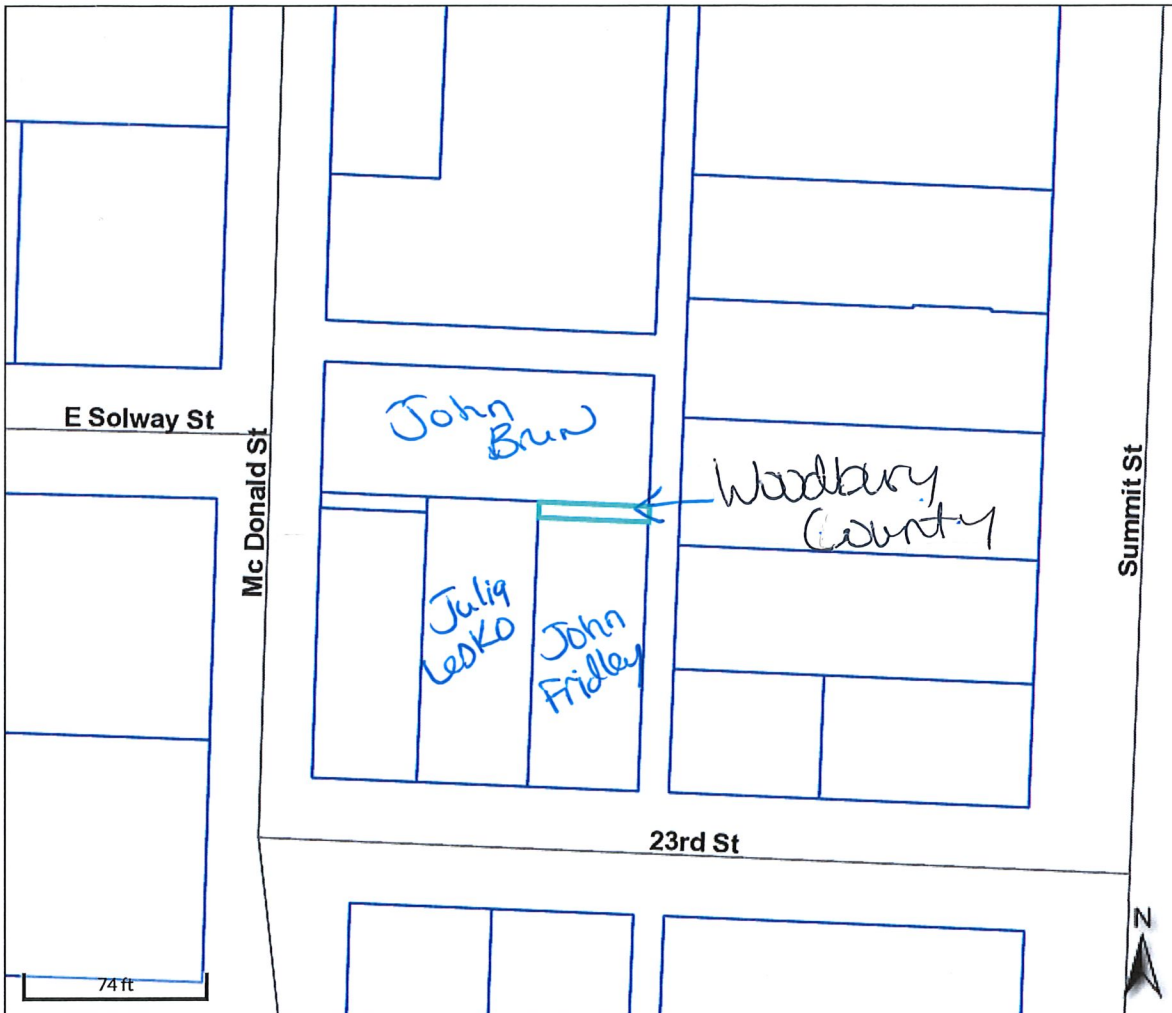 E Solway St
Mc Donald St
John
Brun
Woodbury
County
Summit St
Julia
Lesko
John
Fridley
23rd St
N
74 ft